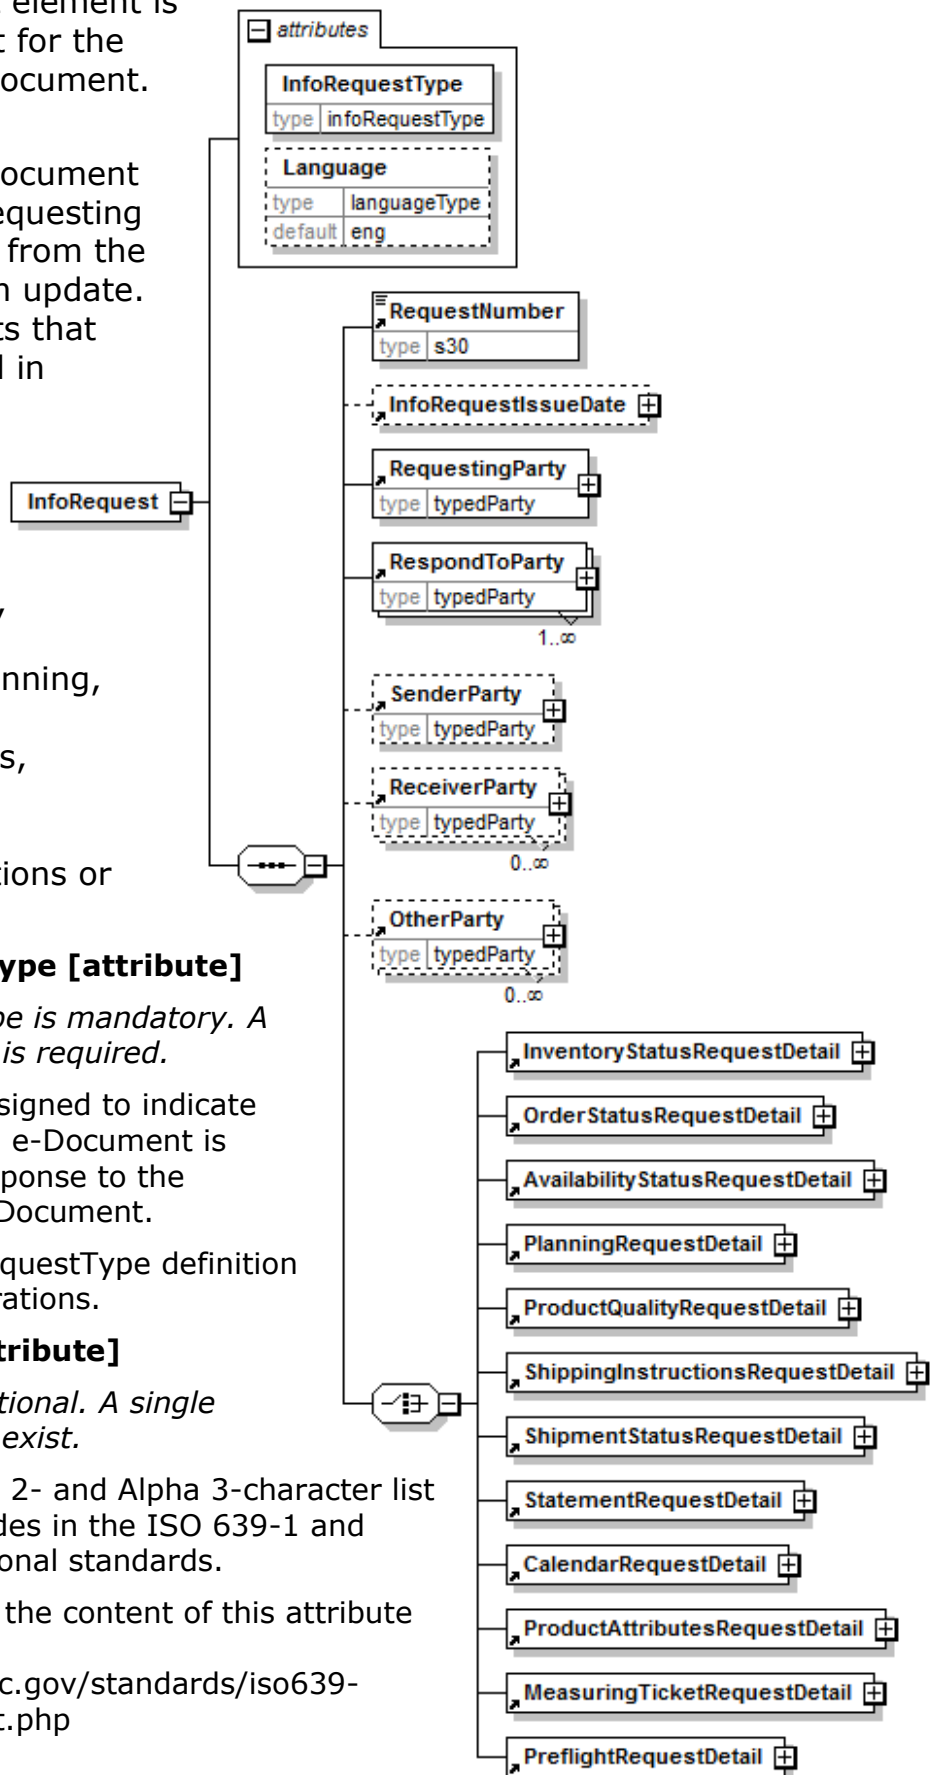 element is
t for the
ocument.
ocument
equesting
from the
n update.
ts that
l in
y
nning,
s,
tions or
ype [attribute]
pe is mandatory. A
is required.
signed to indicate
e-Document is
ponse to the
Document.
questType definition
rations.
tribute]
tional. A single
exist.
2- and Alpha 3-character list
des in the ISO 639-1 and
onal standards.
the content of this attribute
c.gov/standards/iso639-
t.php
InfoRequest
attributes
InfoRequestType
type infoRequestType
Language
type languageType
default eng
RequestNumber
type s30
InfoRequestIssueDate
RequestingParty
type typedParty
RespondToParty
type typedParty
1..∞
SenderParty
type typedParty
ReceiverParty
type typedParty
0..∞
OtherParty
type typedParty
0..∞
InventoryStatusRequestDetail
OrderStatusRequestDetail
AvailabilityStatusRequestDetail
PlanningRequestDetail
ProductQualityRequestDetail
ShippingInstructionsRequestDetail
ShipmentStatusRequestDetail
StatementRequestDetail
CalendarRequestDetail
ProductAttributesRequestDetail
MeasuringTicketRequestDetail
PreflightRequestDetail